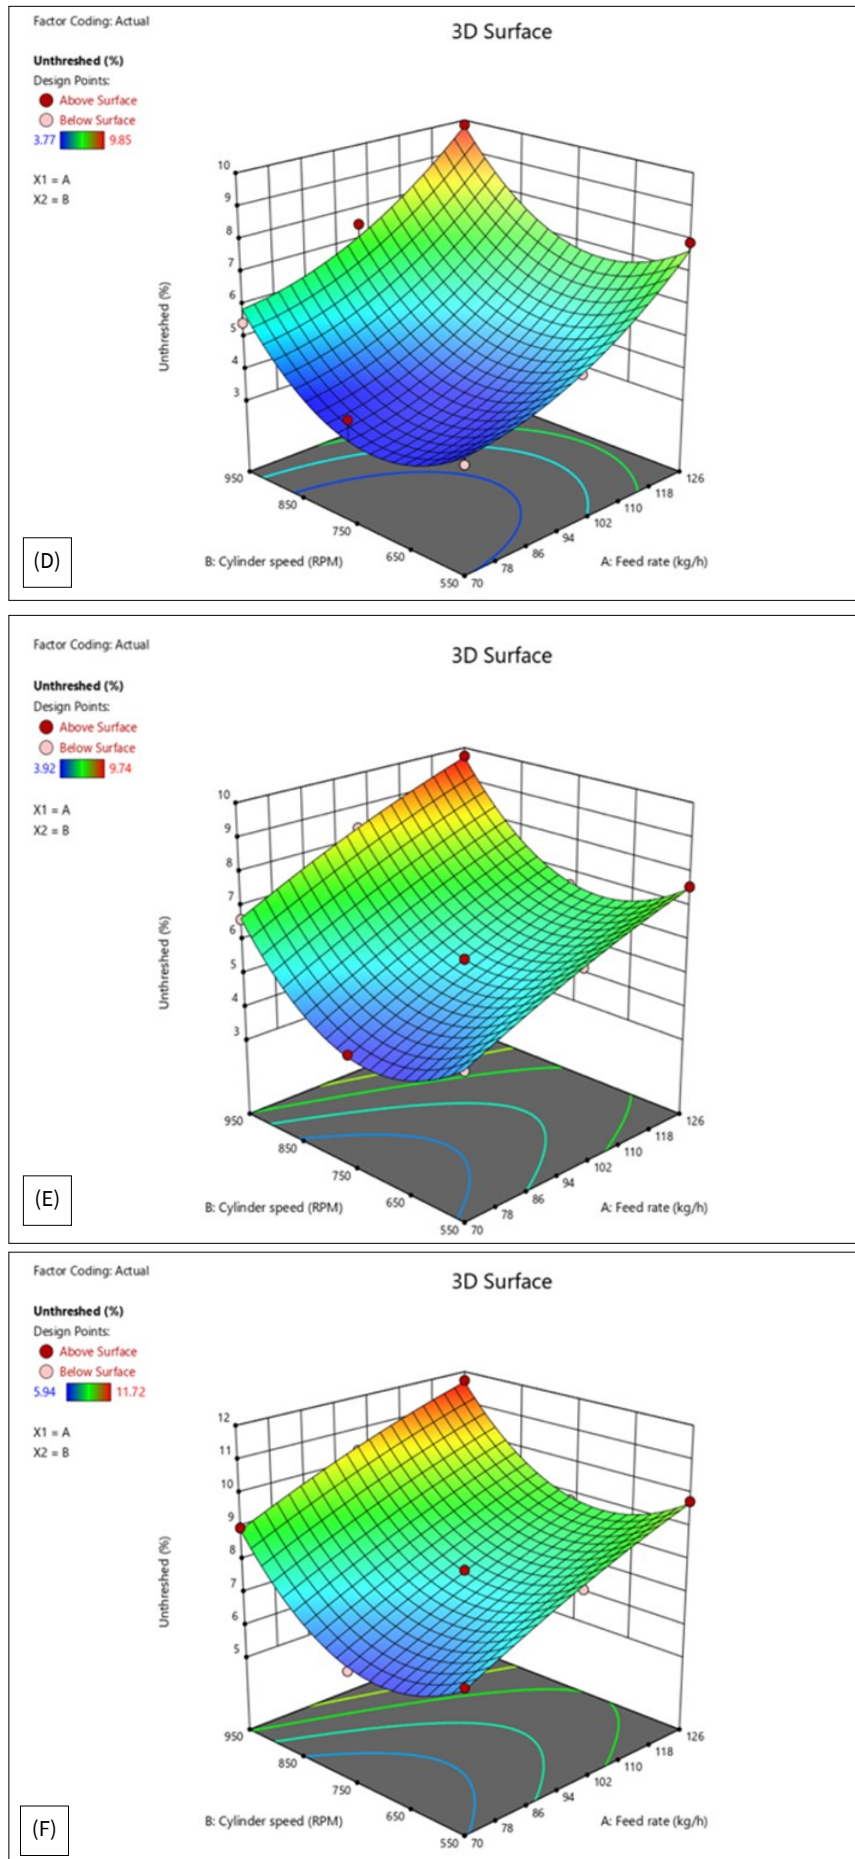 Factor Coding: Actual
3D Surface
Unthreshed (%)
Design Points:
Above Surface
Below Surface
3.77 9.85
X1 = A
X2 = B
10
9
8
7
6
5
4
3
Unthreshed (%)
950
850
750
650
550
B: Cylinder speed (RPM)
70
78
86
94
102
110
118
126
A: Feed rate (kg/h)
(D)
Factor Coding: Actual
3D Surface
Unthreshed (%)
Design Points:
Above Surface
Below Surface
3.92 9.74
X1 = A
X2 = B
10
9
8
7
6
5
4
3
Unthreshed (%)
950
850
750
650
550
B: Cylinder speed (RPM)
70
78
86
94
102
110
118
126
A: Feed rate (kg/h)
(E)
Factor Coding: Actual
3D Surface
Unthreshed (%)
Design Points:
Above Surface
Below Surface
5.94 11.72
X1 = A
X2 = B
12
11
10
9
8
7
6
5
Unthreshed (%)
950
850
750
650
550
B: Cylinder speed (RPM)
70
78
86
94
102
110
118
126
A: Feed rate (kg/h)
(F)